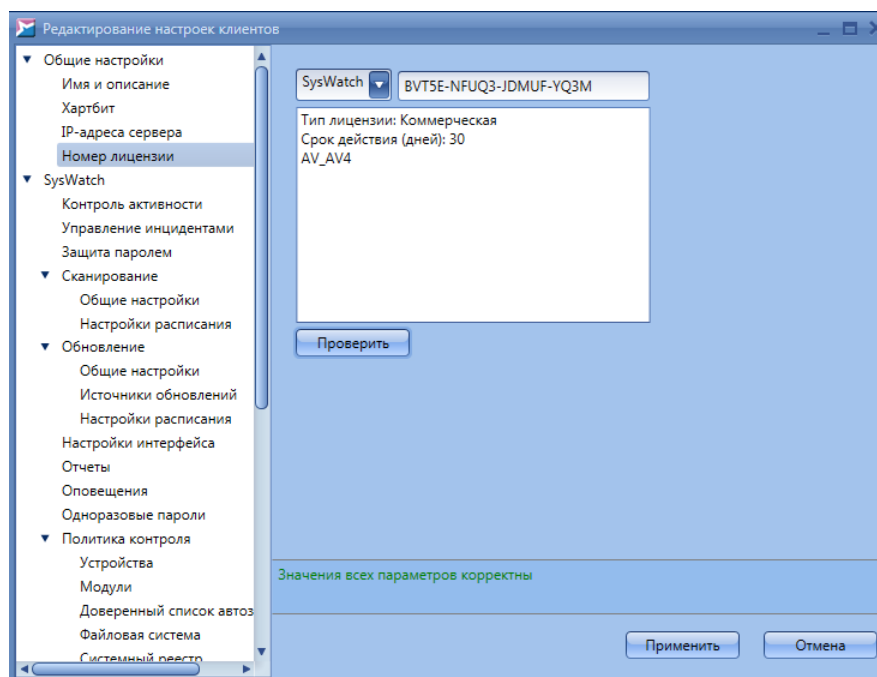 Редактирование настроек клиентов
Общие настройки
Имя и описание
Хартбит
IP-адреса сервера
Номер лицензии
SysWatch
Контроль активности
Управление инцидентами
Защита паролем
Сканирование
Общие настройки
Настройки расписания
Обновление
Общие настройки
Источники обновлений
Настройки расписания
Настройки интерфейса
Отчеты
Оповещения
Одноразовые пароли
Политика контроля
Устройства
Модули
Доверенный список автоз
Файловая система
Системный реестр
SysWatch BVT5E-NFUQ3-JDMUF-YQ3M
Тип лицензии: Коммерческая
Срок действия (дней): 30
AV_AV4
Проверить
Значения всех параметров корректны
Применить Отмена